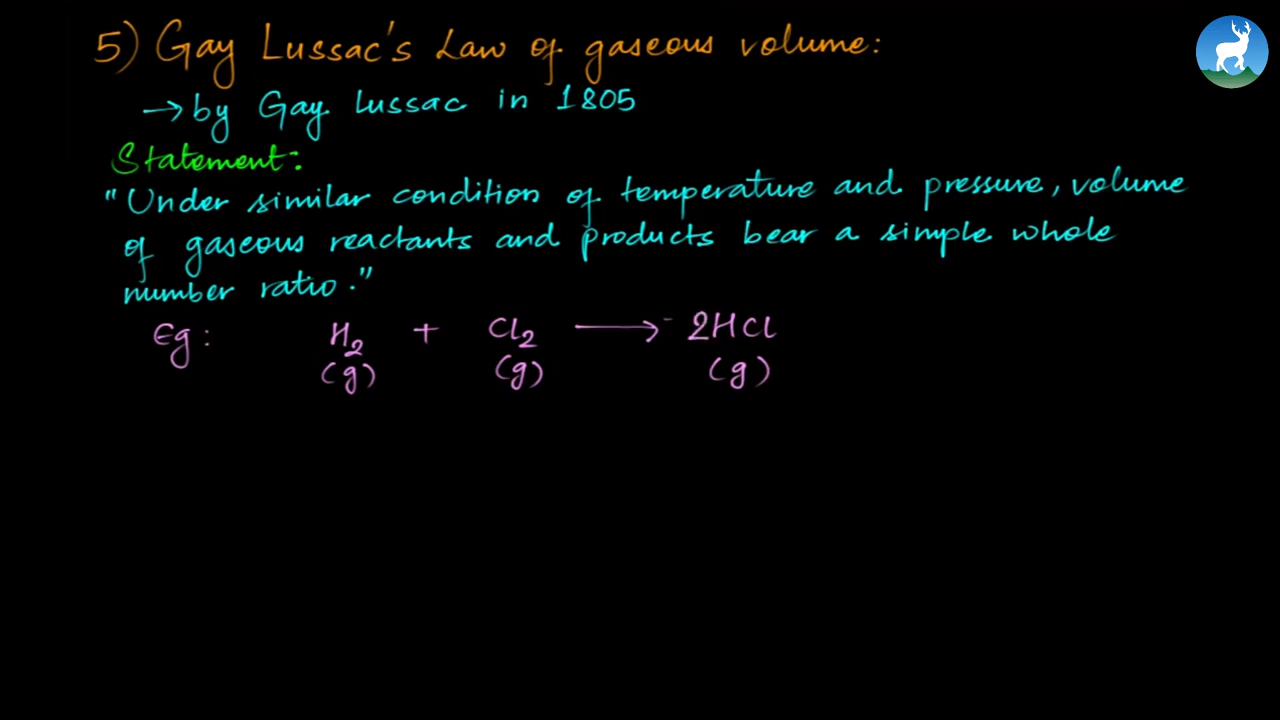 5) Gay Lussac's Law of gaseous volume:
→ by Gay Lussac in 1805
Statement:
"Under similar condition of temperature and pressure, volume
of gaseous reactants and products bear a simple whole
number ratio."
Eg: H₂ + Cl₂ ⟶ 2HCl
(g) (g) (g)